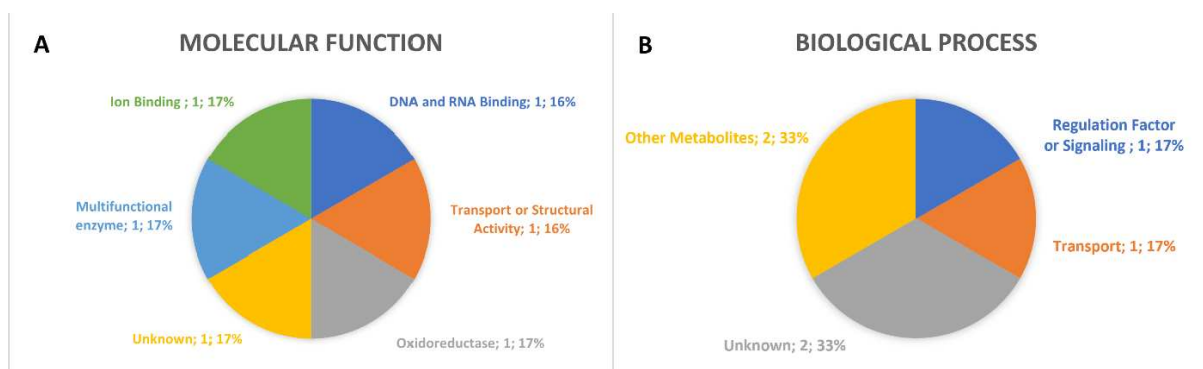 A
MOLECULAR FUNCTION
Ion Binding ; 1; 17%
DNA and RNA Binding; 1; 16%
Multifunctional
enzyme; 1; 17%
Transport or Structural
Activity; 1; 16%
Unknown; 1; 17%
Oxidoreductase; 1; 17%
B
BIOLOGICAL PROCESS
Other Metabolites; 2; 33%
Regulation Factor
or Signaling ; 1; 17%
Transport; 1; 17%
Unknown; 2; 33%